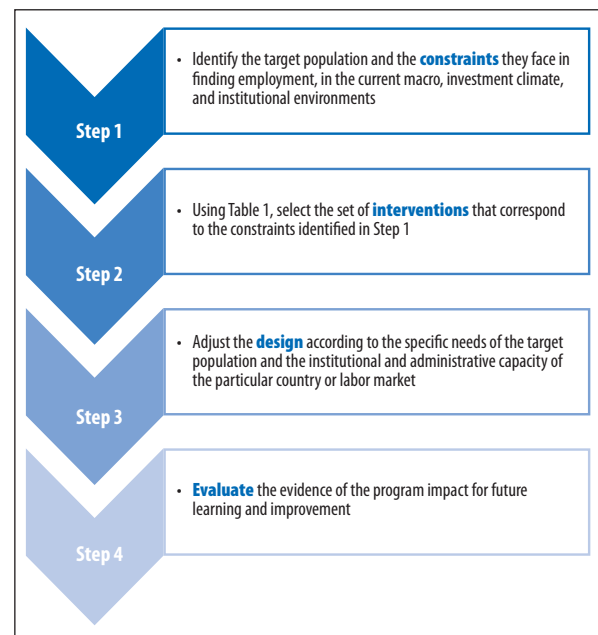 • Identify the target population and the constraints they face in
finding employment, in the current macro, investment climate,
and institutional environments
Step 1
• Using Table 1, select the set of interventions that correspond
to the constraints identified in Step 1
Step 2
• Adjust the design according to the specific needs of the target
population and the institutional and administrative capacity of
the particular country or labor market
Step 3
• Evaluate the evidence of the program impact for future
learning and improvement
Step 4